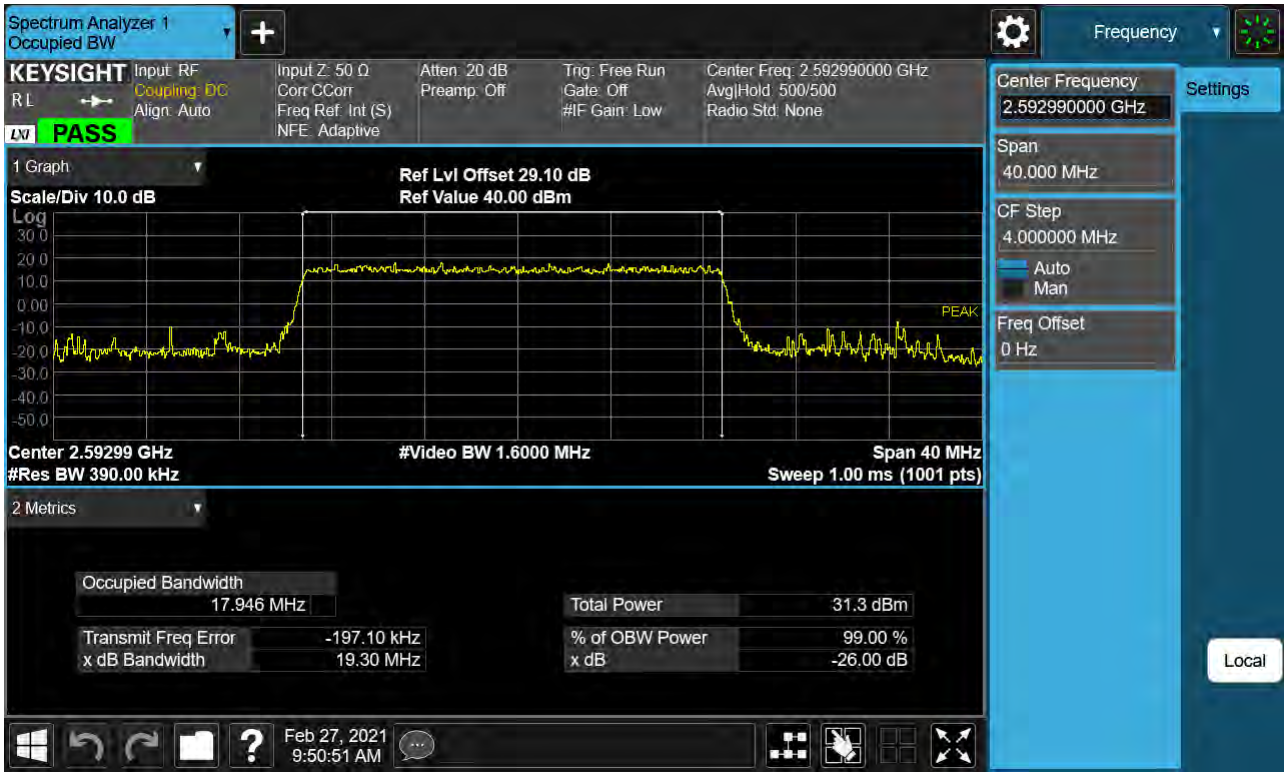 Spectrum Analyzer 1
Occupied BW
+
Frequency
KEYSIGHT
Input: RF
Input Z: 50 Ω
Atten: 20 dB
Trig: Free Run
Center Freq: 2.592990000 GHz
RL
Coupling: DC
Corr CCorr
Preamp: Off
Gate: Off
Avg|Hold: 500/500
Align: Auto
Freq Ref: Int (S)
#IF Gain: Low
Radio Std: None
LXI
PASS
NFE: Adaptive
Center Frequency
2.592990000 GHz
Settings
Span
40.000 MHz
CF Step
4.000000 MHz
Auto
Man
Freq Offset
0 Hz
1 Graph
Ref Lvl Offset 29.10 dB
Scale/Div 10.0 dB
Ref Value 40.00 dBm
Log
30.0
20.0
10.0
0.00
PEAK
-10.0
-20.0
-30.0
-40.0
-50.0
Center 2.59299 GHz
#Video BW 1.6000 MHz
Span 40 MHz
#Res BW 390.00 kHz
Sweep 1.00 ms (1001 pts)
2 Metrics
Occupied Bandwidth
17.946 MHz
Total Power 31.3 dBm
Transmit Freq Error -197.10 kHz
% of OBW Power 99.00 %
x dB Bandwidth 19.30 MHz
x dB -26.00 dB
Local
?
Feb 27, 2021
9:50:51 AM